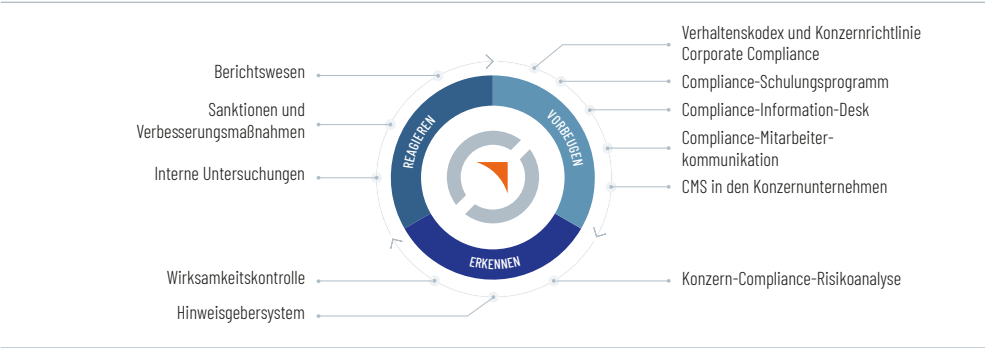 Berichtswesen
Sanktionen und
Verbesserungsmaßnahmen
Interne Untersuchungen
Wirksamkeitskontrolle
Hinweisgebersystem
REAGIEREN
VORBEUGEN
ERKENNEN
Verhaltenskodex und Konzernrichtlinie
Corporate Compliance
Compliance-Schulungsprogramm
Compliance-Information-Desk
Compliance-Mitarbeiter-
kommunikation
CMS in den Konzernunternehmen
Konzern-Compliance-Risikoanalyse